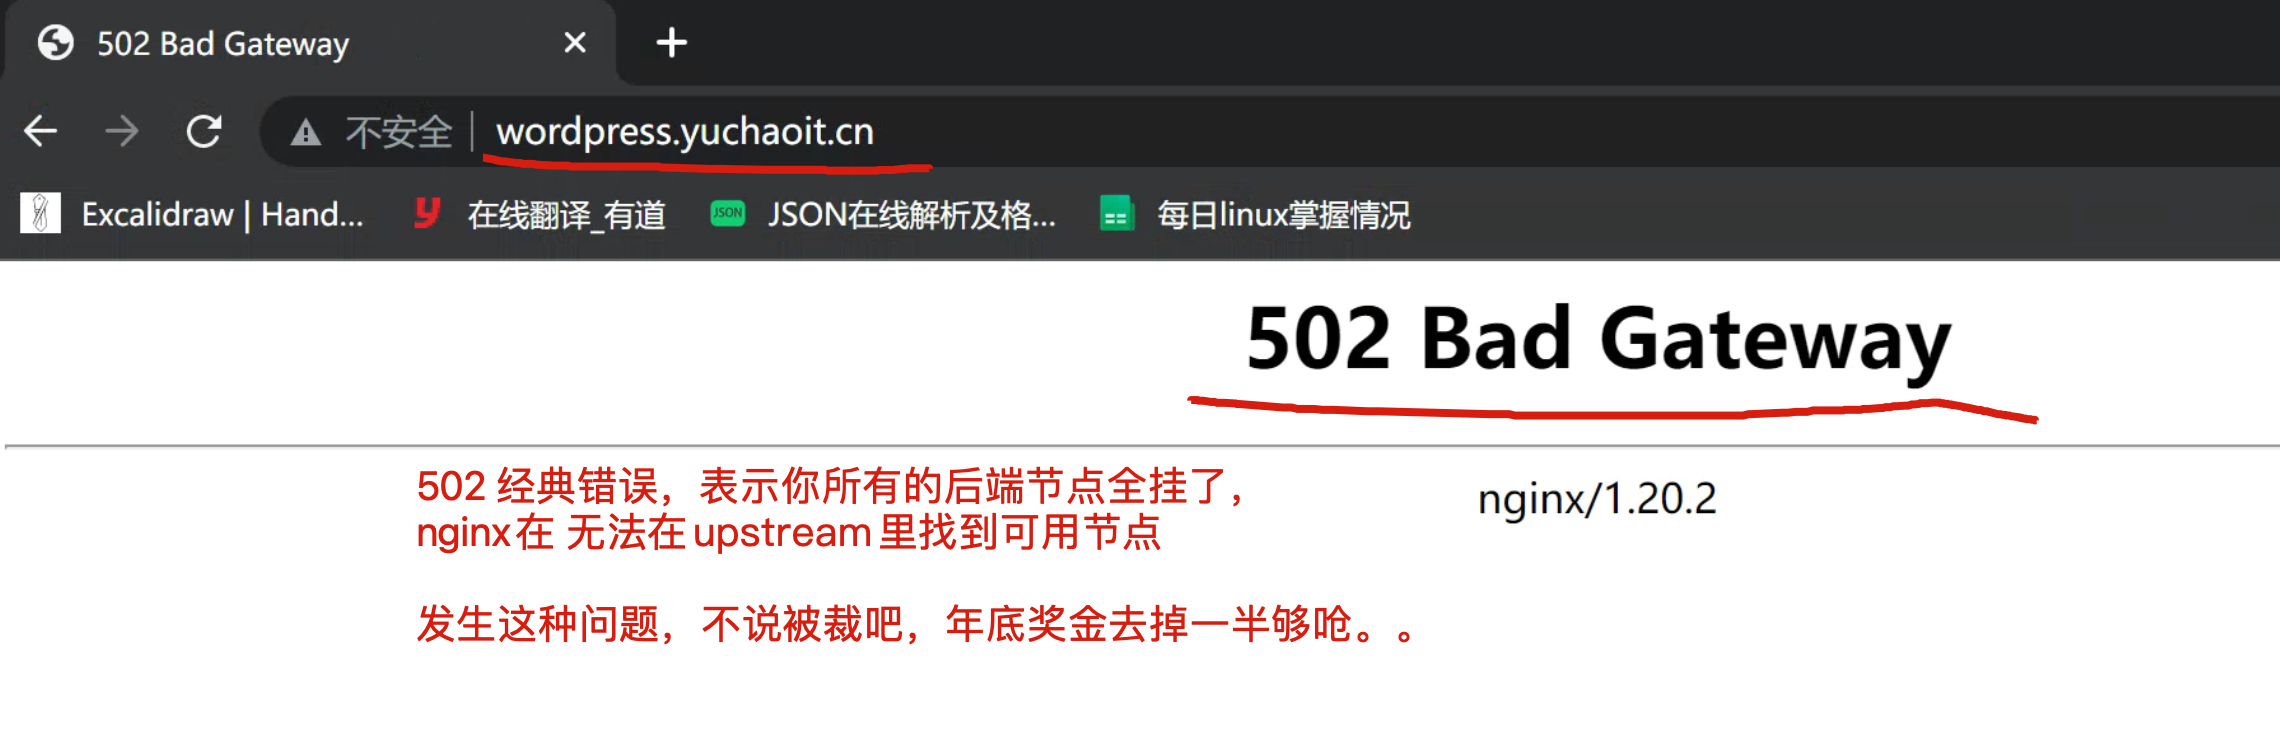 502 Bad Gateway
不安全 wordpress.yuchaoit.cn
Excalidraw | Hand... 在线翻译_有道 JSON JSON在线解析及格... 每日linux掌握情况
502 Bad Gateway
502 经典错误，表示你所有的后端节点全挂了，
nginx在 无法在upstream里找到可用节点
nginx/1.20.2
发生这种问题，不说被裁吧，年底奖金去掉一半够呛。。